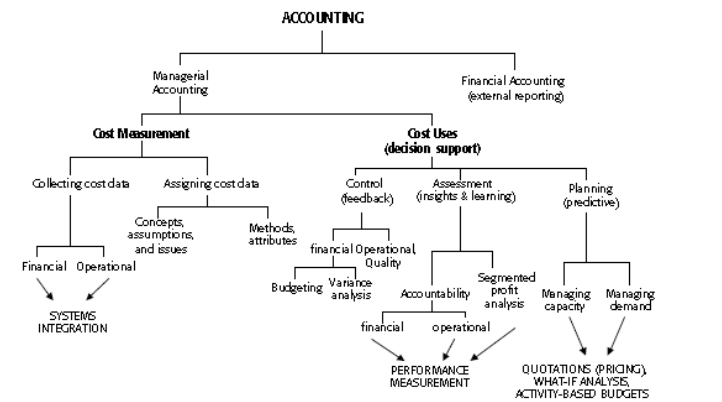 ACCOUNTING
Managerial
Accounting
Financial Accounting
(external reporting)
Cost Measurement
Cost Uses
(decision support)
Collecting cost data
Assigning cost data
Control
(feedback)
Assessment
(insights & learning)
Planning
(predictive)
Concepts,
assumptions,
and issues
Methods,
attributes
Financial
Operational
financial
Operational,
Quality
Budgeting
Variance
analysis
Accountability
Segmented
profit
analysis
Managing
capacity
Managing
demand
financial
operational
SYSTEMS
INTEGRATION
PERFORMANCE
MEASUREMENT
QUOTATIONS (PRICING),
WHAT-IF ANALYSIS,
ACTIVITY-BASED BUDGETS